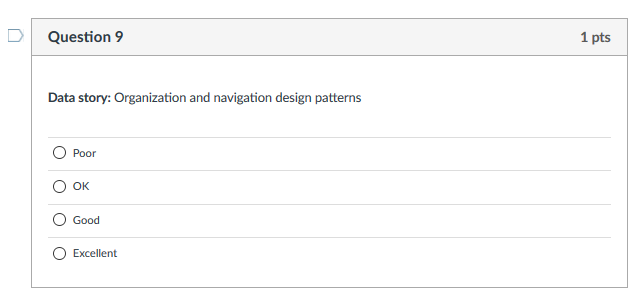 Question 9
1 pts
Data story: Organization and navigation design patterns
Poor
OK
Good
Excellent